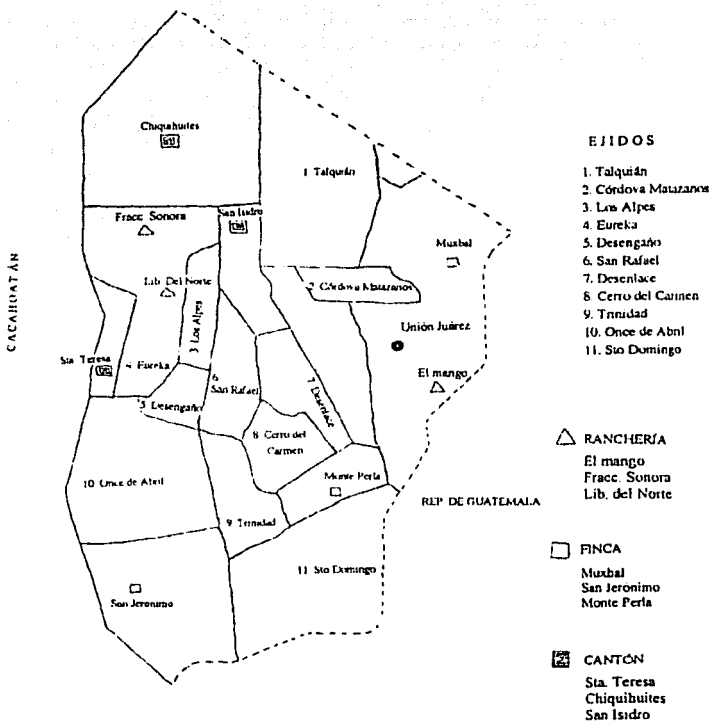 Chiquihuites
1 Talquián
Fracc. Sonora
San Isidro
Muxbal
CACAHOATÁN
Lib. Del Norte
2 Córdova Matazanos
3 Los Alpes
Unión Juárez
Sta. Teresa
4 Eureka
6
San Rafael
El mango
5 Desengaño
7 Desenlace
8 Cerro del
Carmen
10 Once de Abril
Monte Perla
REP DE GUATEMALA
9 Trinidad
11 Sto Domingo
San Jerónimo
EJIDOS
1. Talquián
2. Córdova Matazanos
3. Los Alpes
4. Eureka
5. Desengaño
6. San Rafael
7. Desenlace
8. Cerro del Carmen
9. Trinidad
10. Once de Abril
11. Sto Domingo
RANCHERÍA
El mango
Fracc. Sonora
Lib. del Norte
FINCA
Muxbal
San Jerónimo
Monte Perla
CANTÓN
Sta. Teresa
Chiquihuites
San Isidro